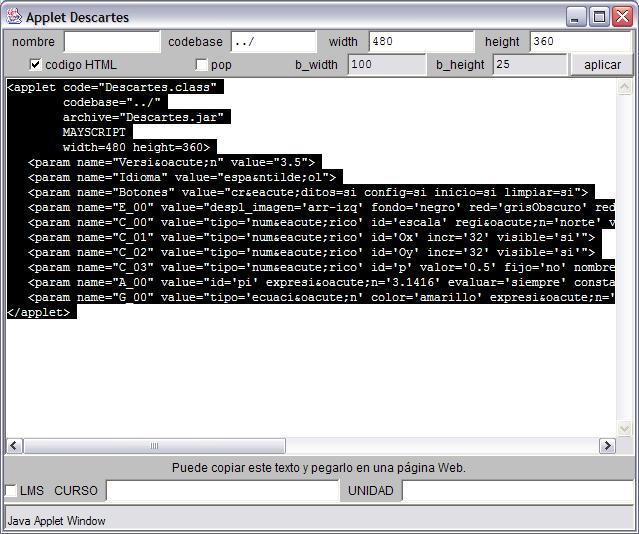 Applet Descartes
nombre codebase ../ width 480 height 360
codigo HTML pop b_width 100 b_height 25 aplicar
<applet code="Descartes.class"
codebase="../"
archive="Descartes.jar"
MAYSCRIPT
width=480 height=360>
<param name="Versi&oacute;n" value="3.5">
<param name="Idioma" value="espa&ntilde;ol">
<param name="Botones" value="cr&eacute;ditos=si config=si inicio=si limpiar=si">
<param name="E_00" value="despl_imagen='arr-izq' fondo='negro' red='grisObscuro' red
<param name="C_00" value="tipo='num&eacute;rico' id='escala' regi&oacute;n='norte' v
<param name="C_01" value="tipo='num&eacute;rico' id='Ox' incr='32' visible='si'">
<param name="C_02" value="tipo='num&eacute;rico' id='Oy' incr='32' visible='si'">
<param name="C_03" value="tipo='num&eacute;rico' id='p' valor='0.5' fijo='no' nombre
<param name="A_00" value="id='pi' expresi&oacute;n='3.1416' evaluar='siempre' consta
<param name="G_00" value="tipo='ecuaci&oacute;n' color='amarillo' expresi&oacute;n='
</applet>
Puede copiar este texto y pegarlo en una página Web.
LMS CURSO UNIDAD
Java Applet Window